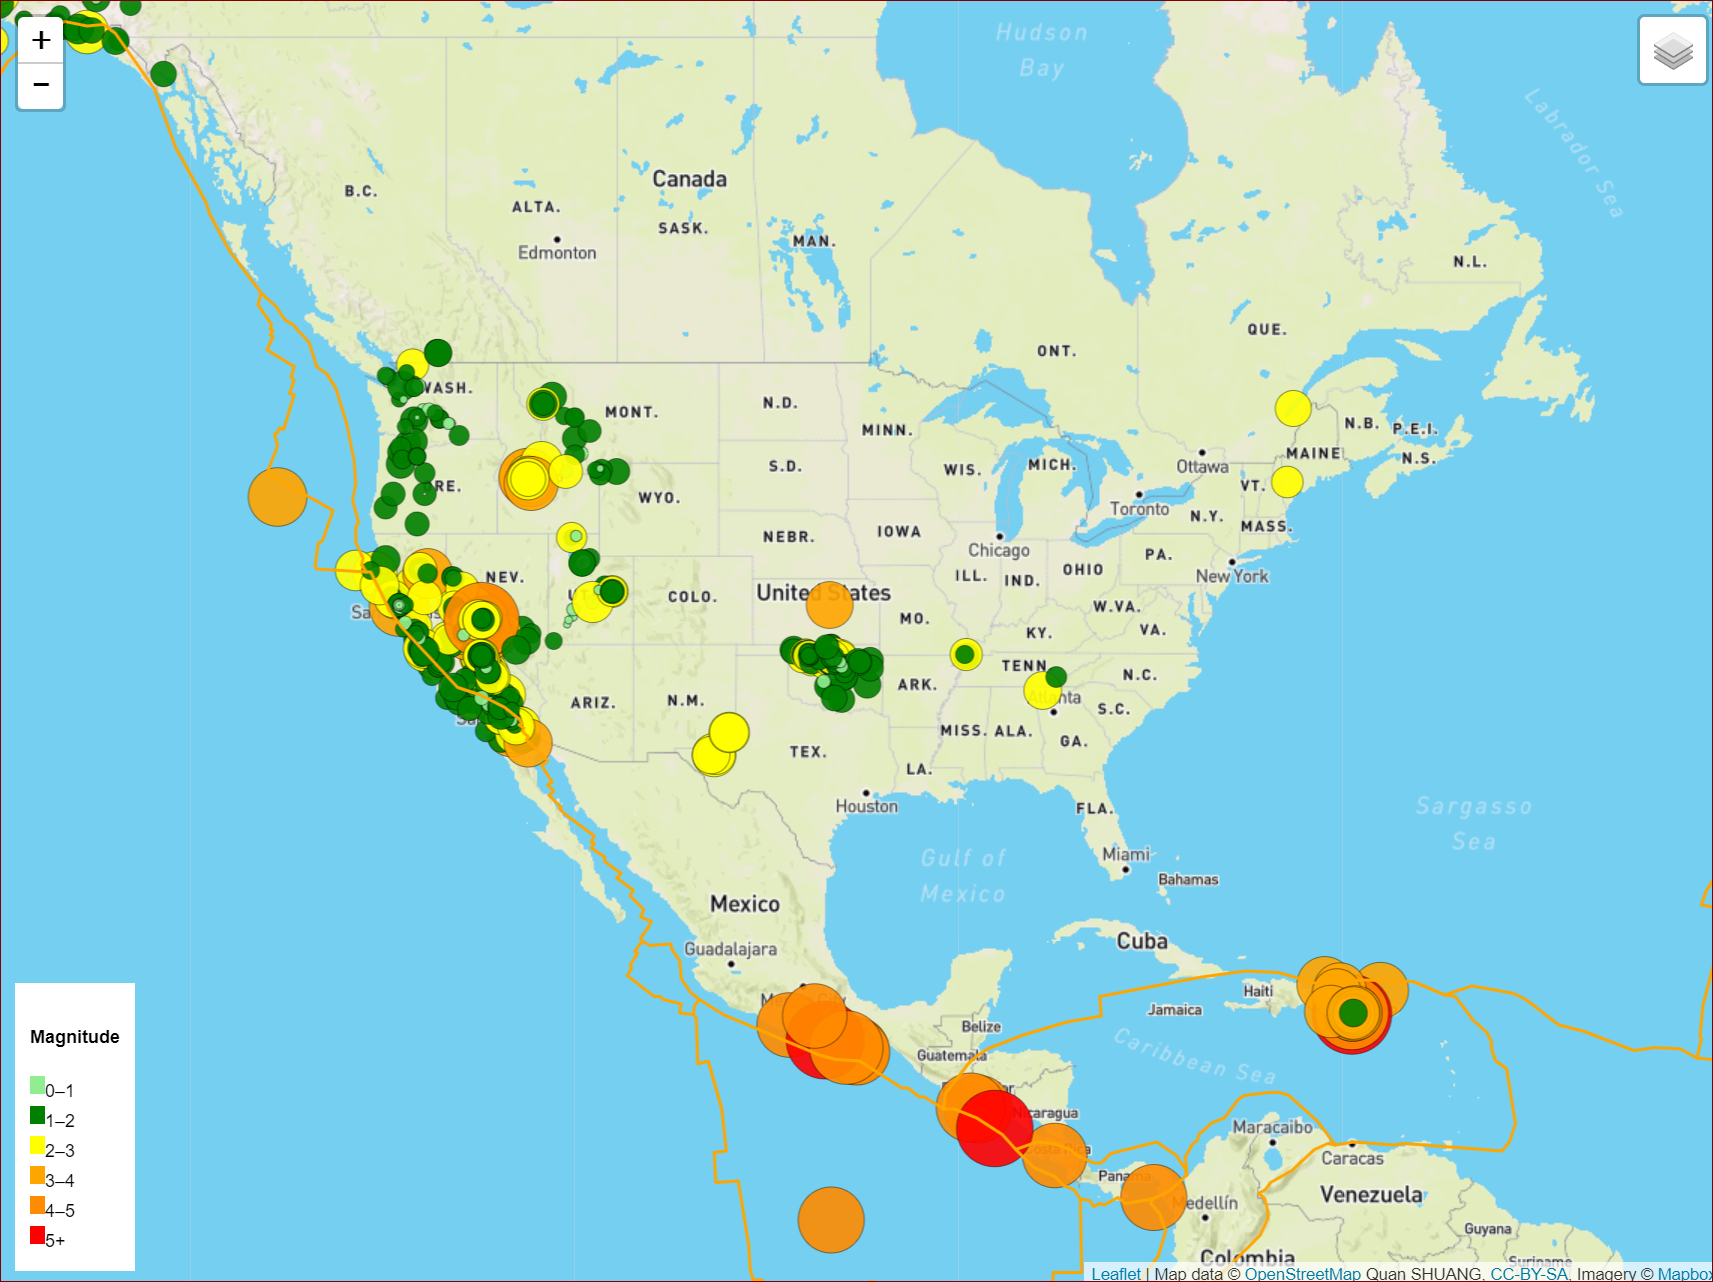 +
−
Hudson
Bay
Labrador Sea
Canada
B.C.
ALTA.
SASK.
MAN.
Edmonton
N.L.
QUE.
ONT.
WASH.
MONT.
N.D.
MINN.
N.B.
P.E.I.
MAINE
N.S.
Ottawa
WIS.
MICH.
S.D.
ORE.
WYO.
VT.
Toronto
N.Y.
MASS.
NEBR.
IOWA
Chicago
PA.
OHIO
ILL.
IND.
New York
NEV.
COLO.
United States
W.VA.
MO.
KY.
VA.
TENN.
N.C.
ARK.
ARIZ.
N.M.
Atlanta
S.C.
MISS.
ALA.
GA.
TEX.
LA.
Houston
FLA.
Sargasso
Sea
Miami
Gulf of
Mexico
Bahamas
Mexico
Cuba
Guadalajara
Haiti
Jamaica
Belize
Guatemala
Caribbean Sea
Nicaragua
Maracaibo
Costa Rica
Caracas
Panama
Venezuela
Medellín
Guyana
Colombia
Suriname
Magnitude
0–1
1–2
2–3
3–4
4–5
5+
Leaflet | Map data © OpenStreetMap Quan SHUANG, CC-BY-SA, Imagery © Mapbox